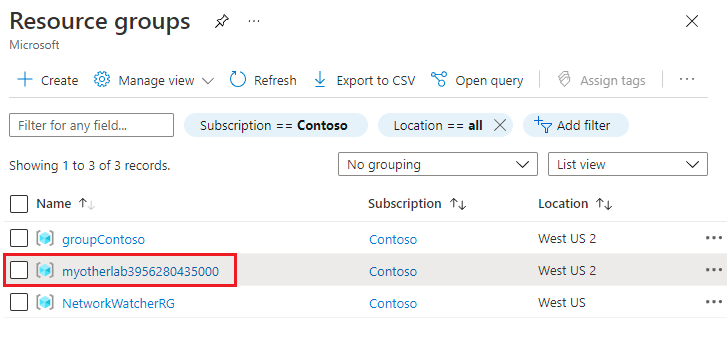 Resource groups
Microsoft
Create Manage view Refresh Export to CSV Open query Assign tags
Filter for any field... Subscription == Contoso Location == all Add filter
Showing 1 to 3 of 3 records. No grouping List view
Name Subscription Location
groupContoso Contoso West US 2
myotherlab3956280435000 Contoso West US 2
NetworkWatcherRG Contoso West US